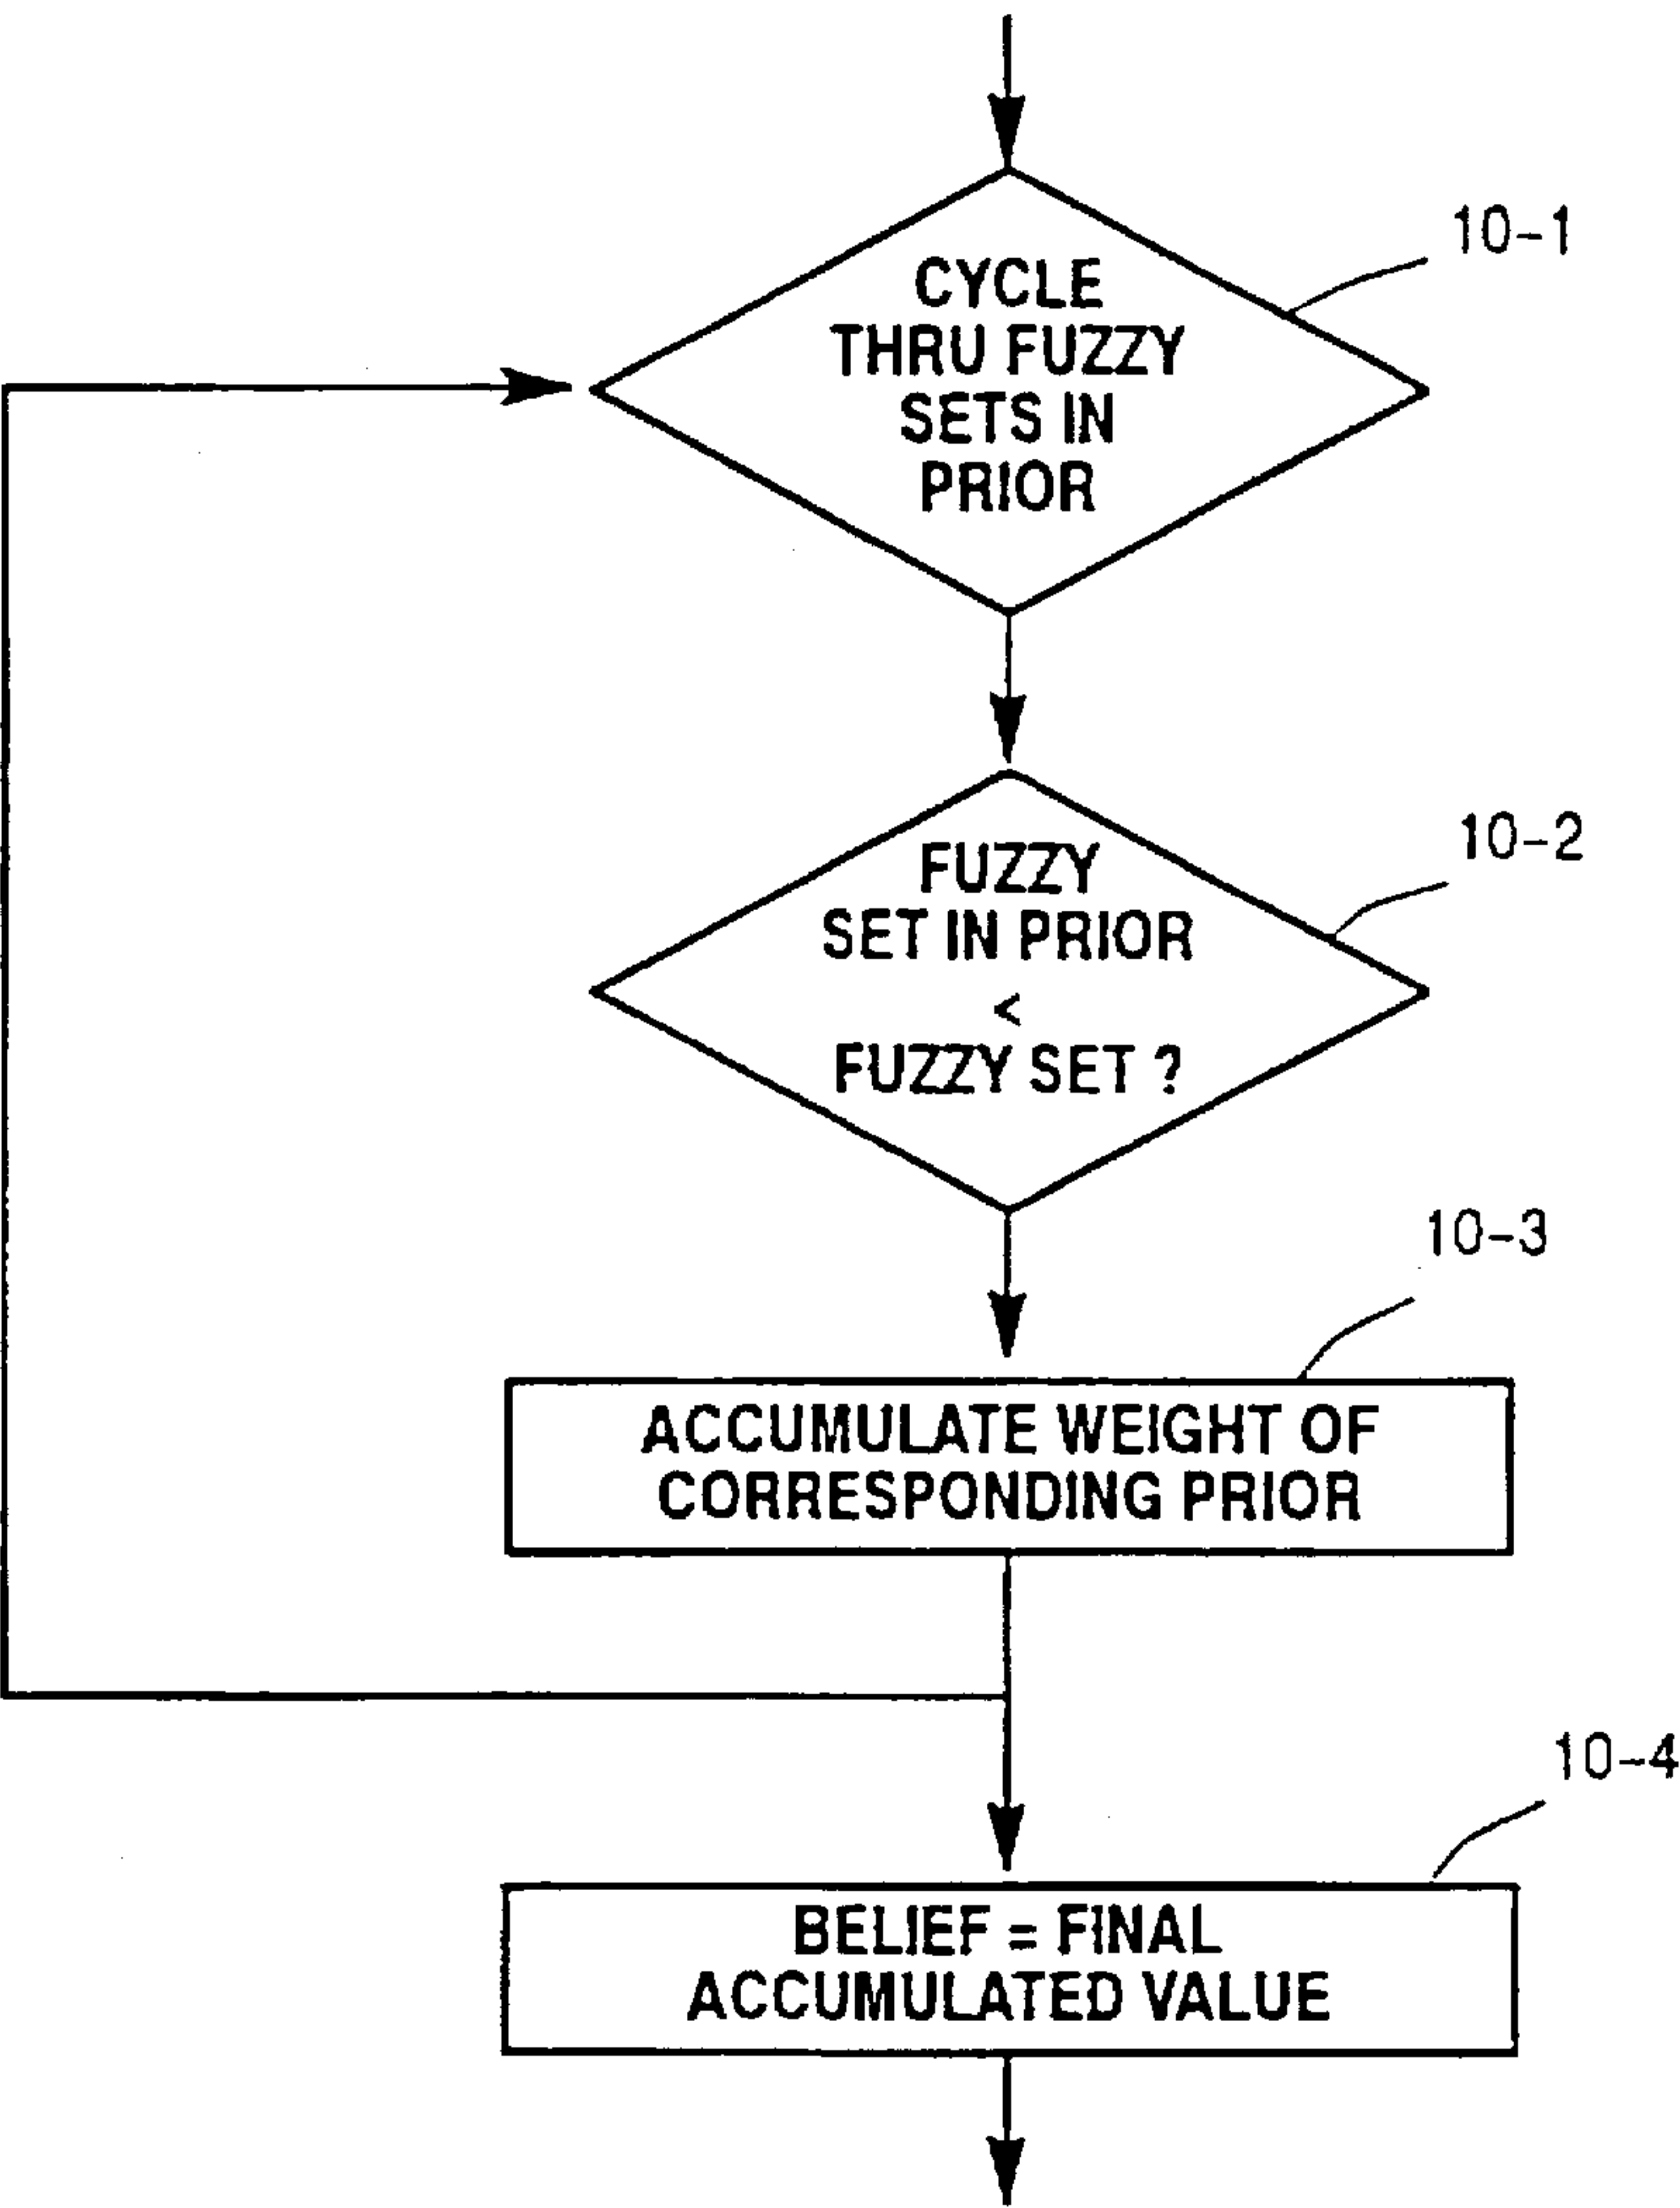 10-1
CYCLE
THRU FUZZY
SETS IN
PRIOR
10-2
FUZZY
SET IN PRIOR
<
FUZZY SET ?
10-3
ACCUMULATE WEIGHT OF
CORRESPONDING PRIOR
10-4
BELIEF = FINAL
ACCUMULATED VALUE